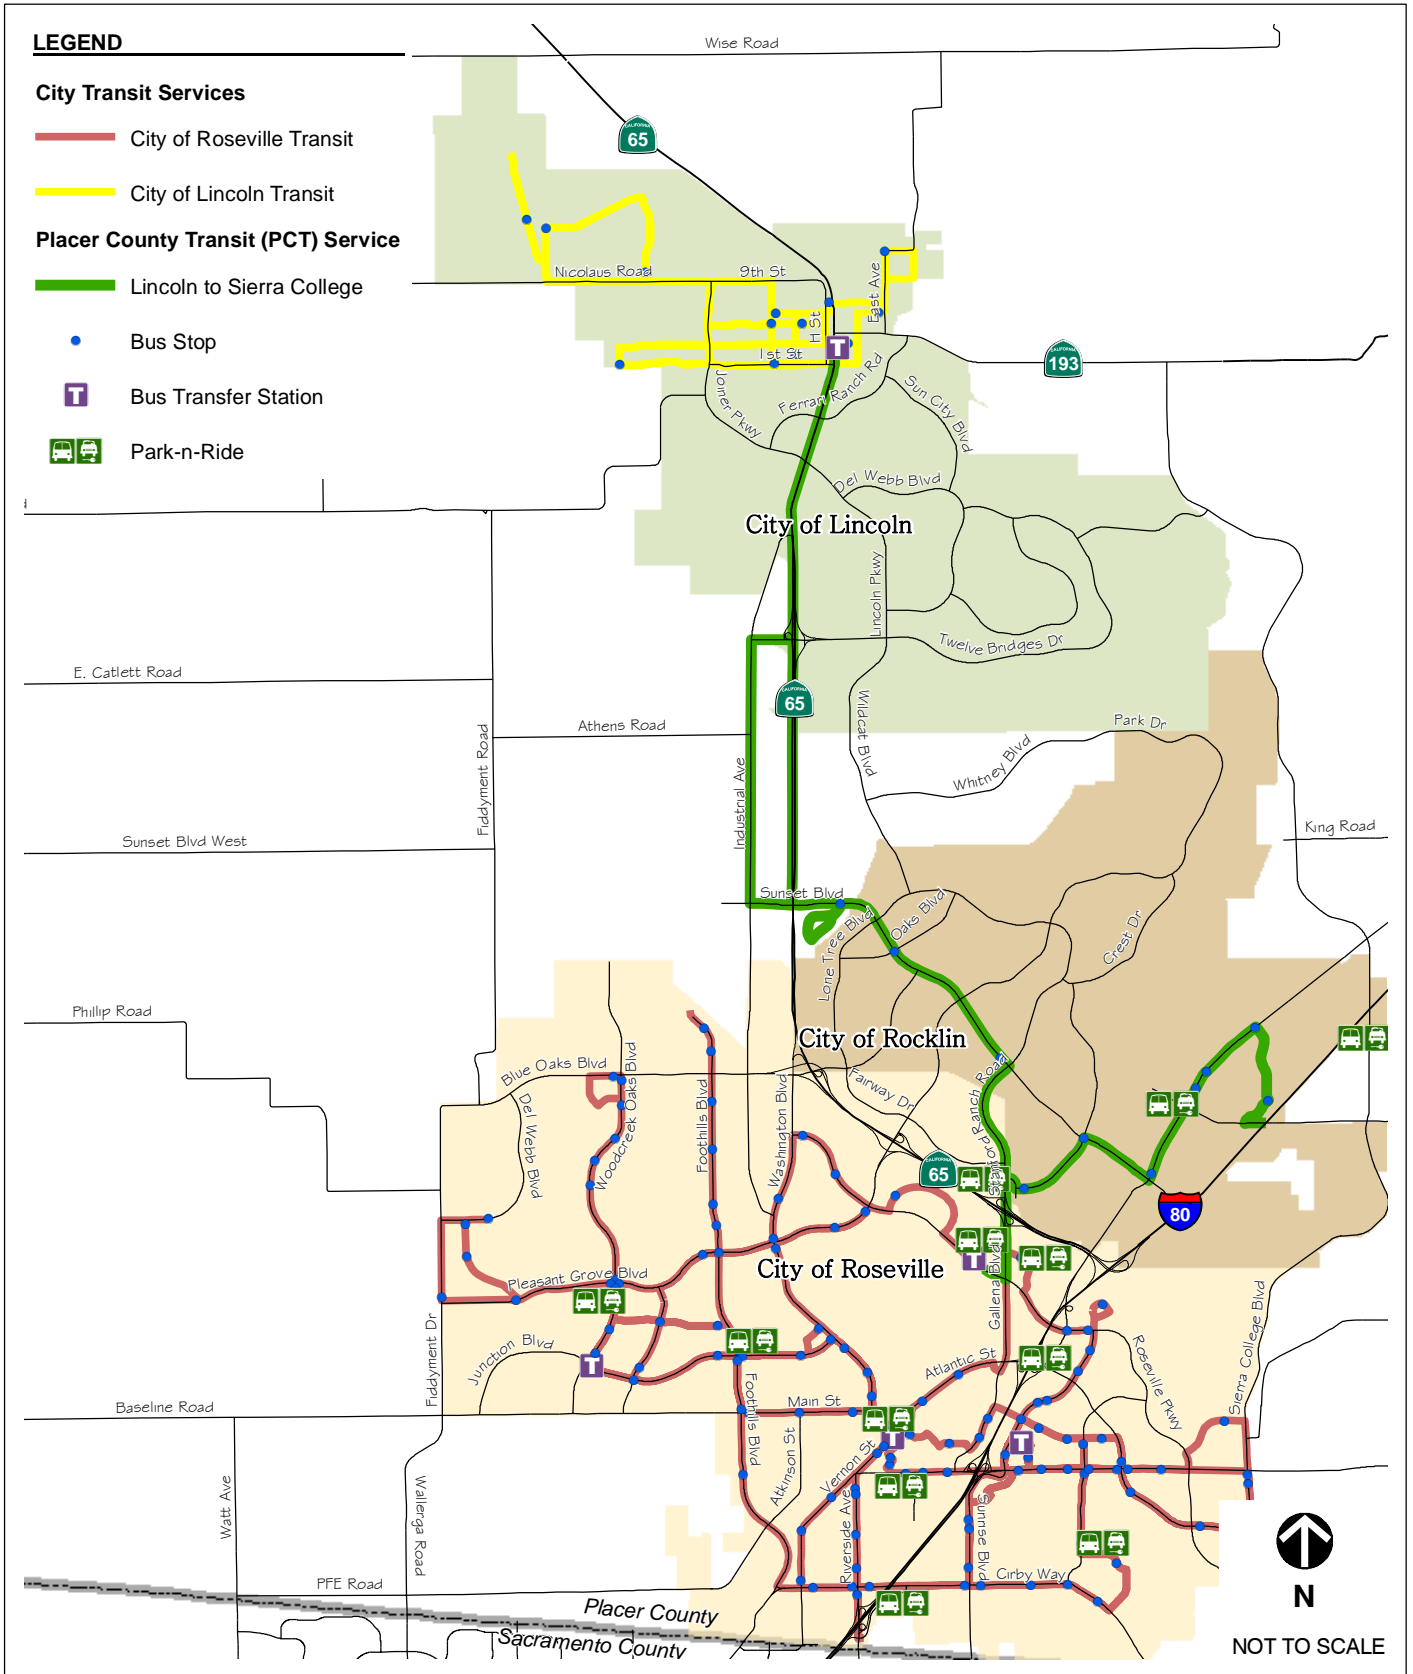 LEGEND
City Transit Services
City of Roseville Transit
City of Lincoln Transit
Placer County Transit (PCT) Service
Lincoln to Sierra College
Bus Stop
T
Bus Transfer Station
Park-n-Ride
Wise Road
CALIFORNIA
65
Nicolaus Road
9th St
East Ave
H St
T
1st St
CALIFORNIA
193
Joiner Pkwy
Ferrari Ranch Rd
Sun City Blvd
Del Webb Blvd
City of Lincoln
Lincoln Pkwy
Twelve Bridges Dr
E. Catlett Road
CALIFORNIA
65
Athens Road
Fiddyment Road
Industrial Ave
Wildcat Blvd
Park Dr
Whitney Blvd
Sunset Blvd West
King Road
Sunset Blvd
Lone Tree Blvd
Oaks Blvd
Crest Dr
Phillip Road
City of Rocklin
Blue Oaks Blvd
Del Webb Blvd
Woodcreek Oaks Blvd
Foothills Blvd
Washington Blvd
Fairway Dr
Stanford Ranch Road
CALIFORNIA
65
80
T
City of Roseville
Pleasant Grove Blvd
Galleria Blvd
Fiddyment Dr
Junction Blvd
T
Atlantic St
Roseville Pkwy
Sierra College Blvd
Baseline Road
Main St
Foothills Blvd
Atkinson St
Vernon St
T
T
Watt Ave
Wallerga Road
Riverside Ave
Sunrise Blvd
Cirby Way
PFE Road
Placer County
Sacramento County
N
NOT TO SCALE